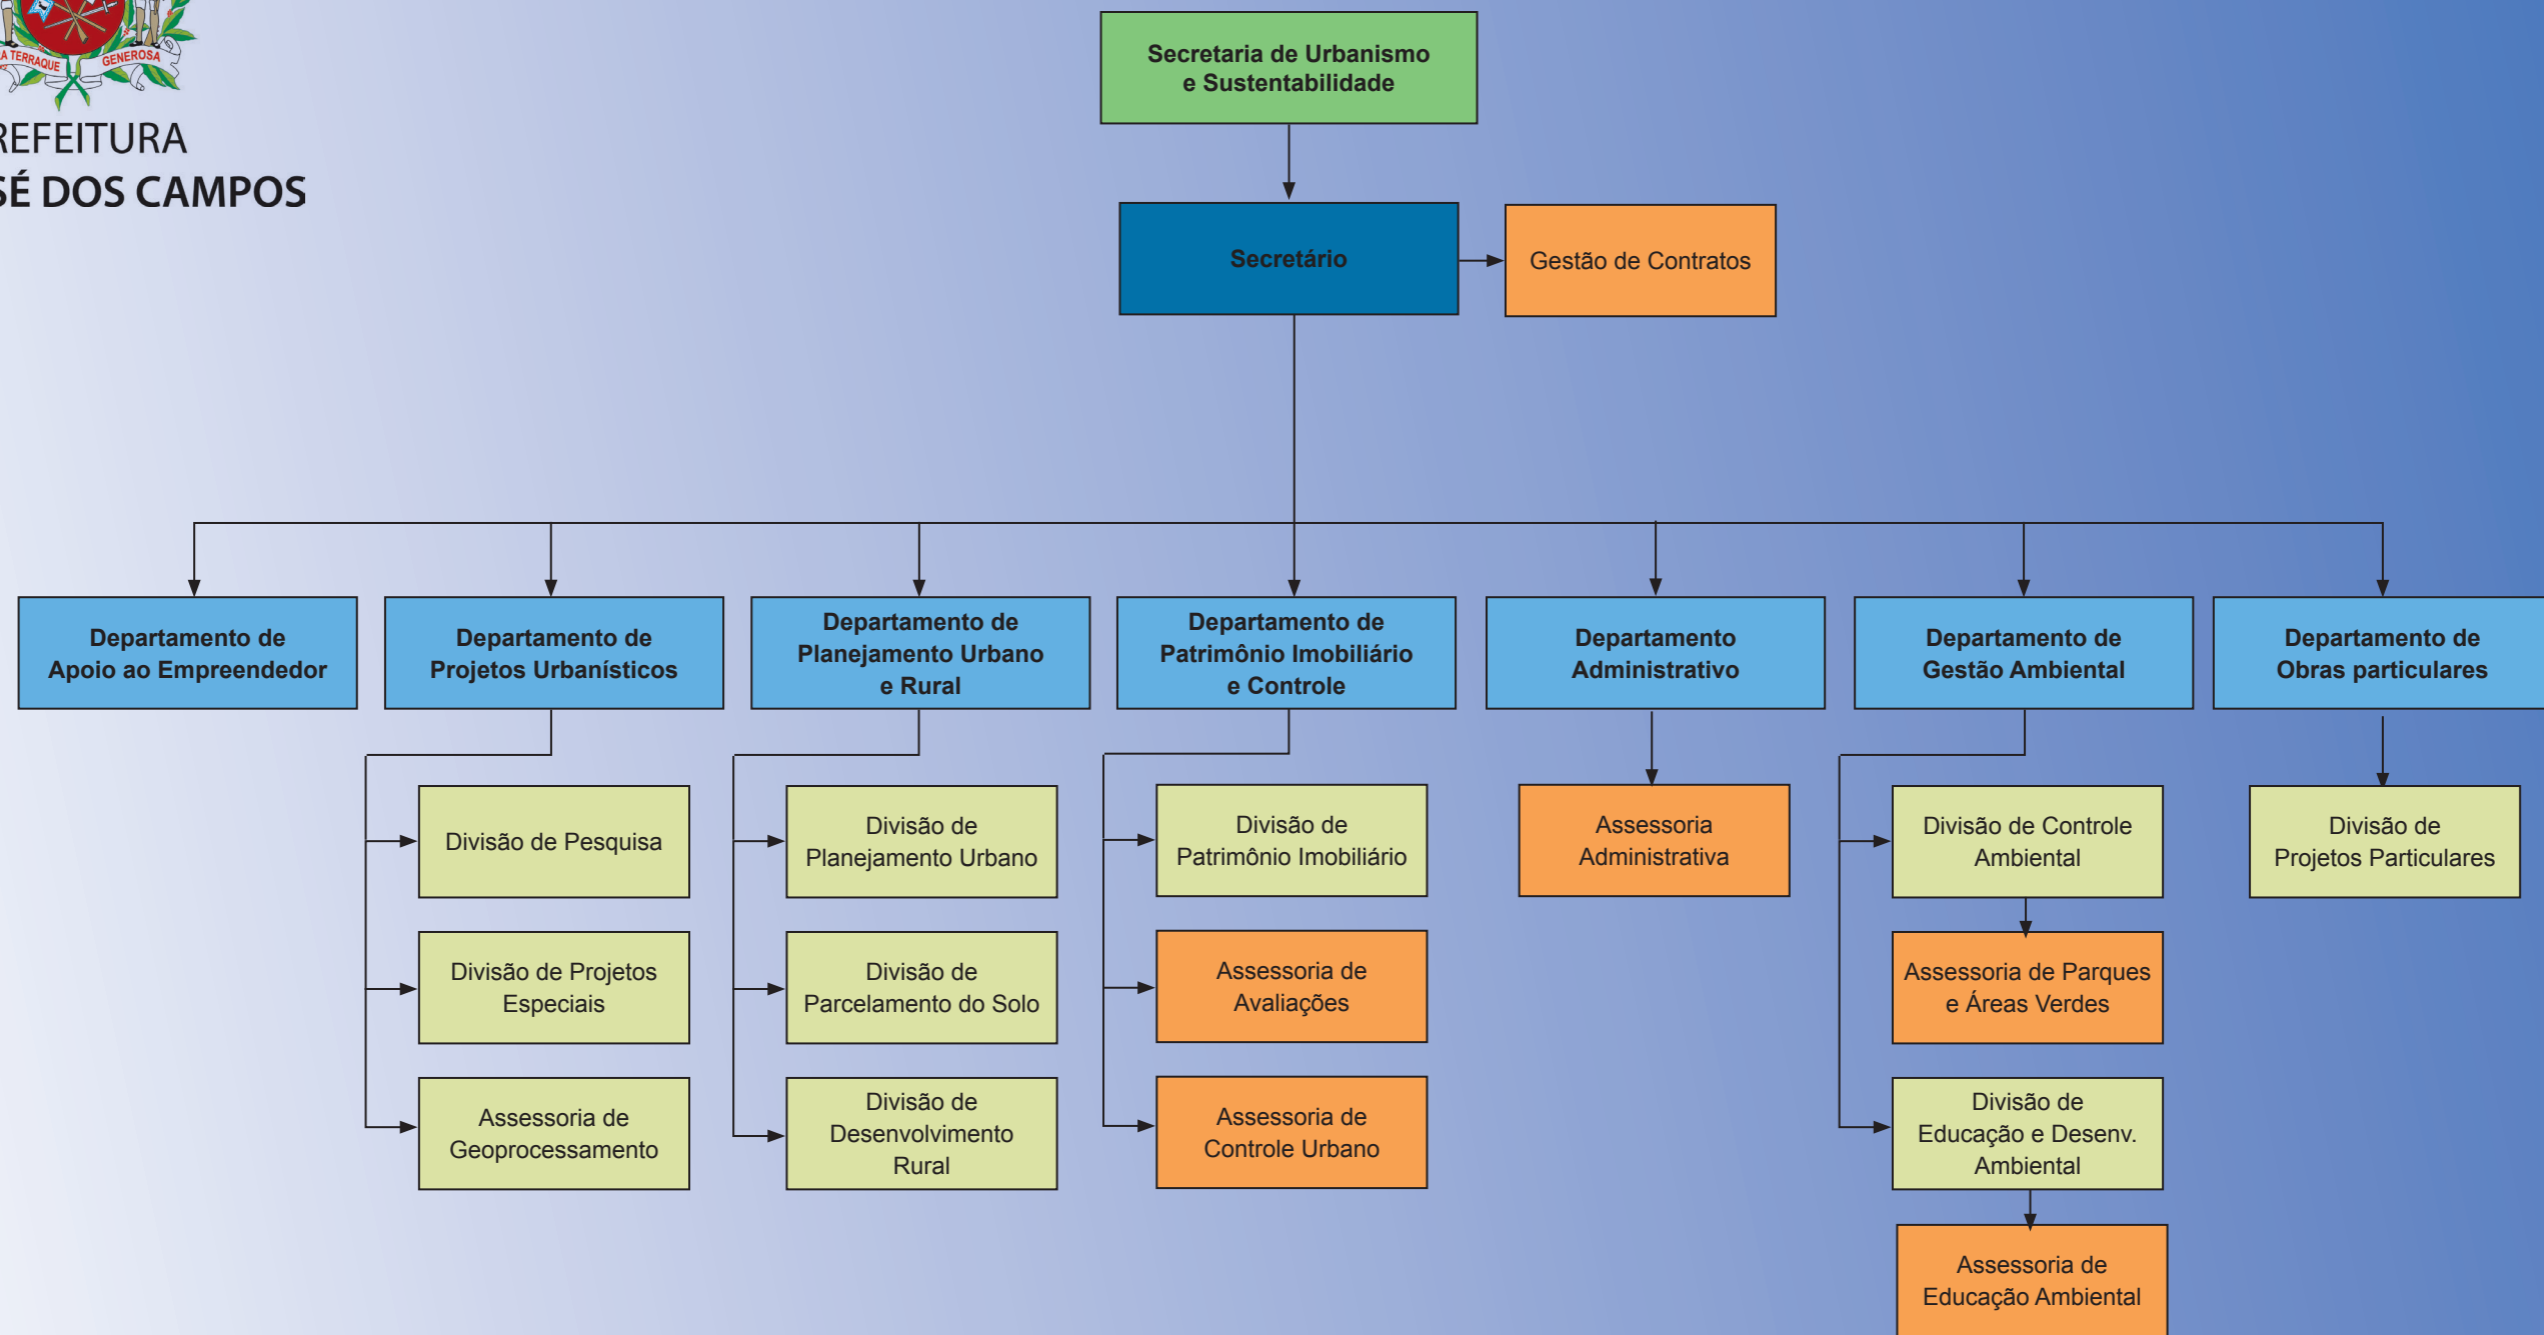 A TERRAQUE GENEROSA
REFEITURA
SÉ DOS CAMPOS
Secretaria de Urbanismo
e Sustentabilidade
Secretário
Gestão de Contratos
Departamento de
Apoio ao Empreendedor
Departamento de
Projetos Urbanísticos
Departamento de
Planejamento Urbano
e Rural
Departamento de
Patrimônio Imobiliário
e Controle
Departamento
Administrativo
Departamento de
Gestão Ambiental
Departamento de
Obras particulares
Divisão de Pesquisa
Divisão de Projetos
Especiais
Assessoria de
Geoprocessamento
Divisão de
Planejamento Urbano
Divisão de
Parcelamento do Solo
Divisão de
Desenvolvimento
Rural
Divisão de
Patrimônio Imobiliário
Assessoria de
Avaliações
Assessoria de
Controle Urbano
Assessoria
Administrativa
Divisão de Controle
Ambiental
Assessoria de Parques
e Áreas Verdes
Divisão de
Educação e Desenv.
Ambiental
Assessoria de
Educação Ambiental
Divisão de
Projetos Particulares